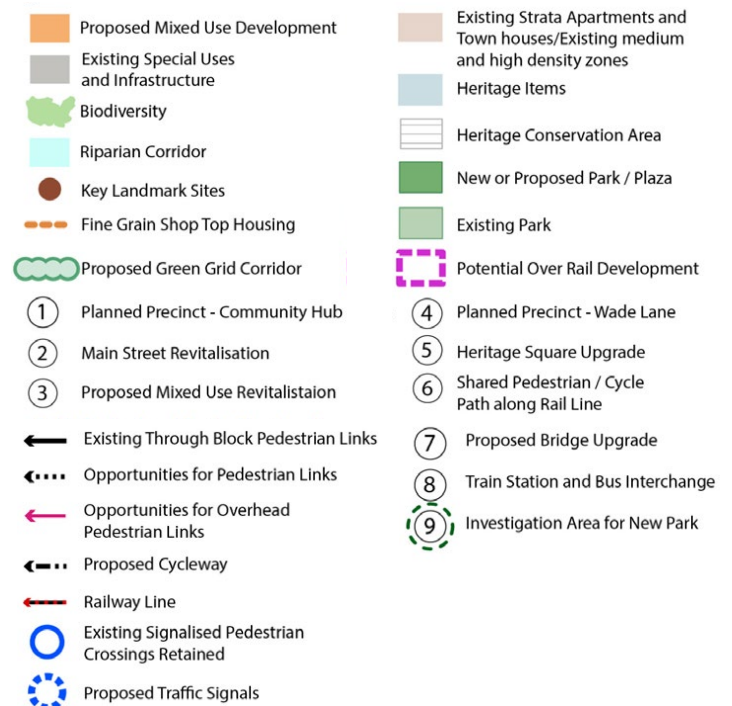 Proposed Mixed Use Development
Existing Special Uses
and Infrastructure
Biodiversity
Riparian Corridor
Key Landmark Sites
Fine Grain Shop Top Housing
Proposed Green Grid Corridor
1 Planned Precinct - Community Hub
2 Main Street Revitalisation
3 Proposed Mixed Use Revitalistaion
Existing Through Block Pedestrian Links
Opportunities for Pedestrian Links
Opportunities for Overhead
Pedestrian Links
Proposed Cycleway
Railway Line
Existing Signalised Pedestrian
Crossings Retained
Proposed Traffic Signals
Existing Strata Apartments and
Town houses/Existing medium
and high density zones
Heritage Items
Heritage Conservation Area
New or Proposed Park / Plaza
Existing Park
Potential Over Rail Development
4 Planned Precinct - Wade Lane
5 Heritage Square Upgrade
6 Shared Pedestrian / Cycle
Path along Rail Line
7 Proposed Bridge Upgrade
8 Train Station and Bus Interchange
9 Investigation Area for New Park